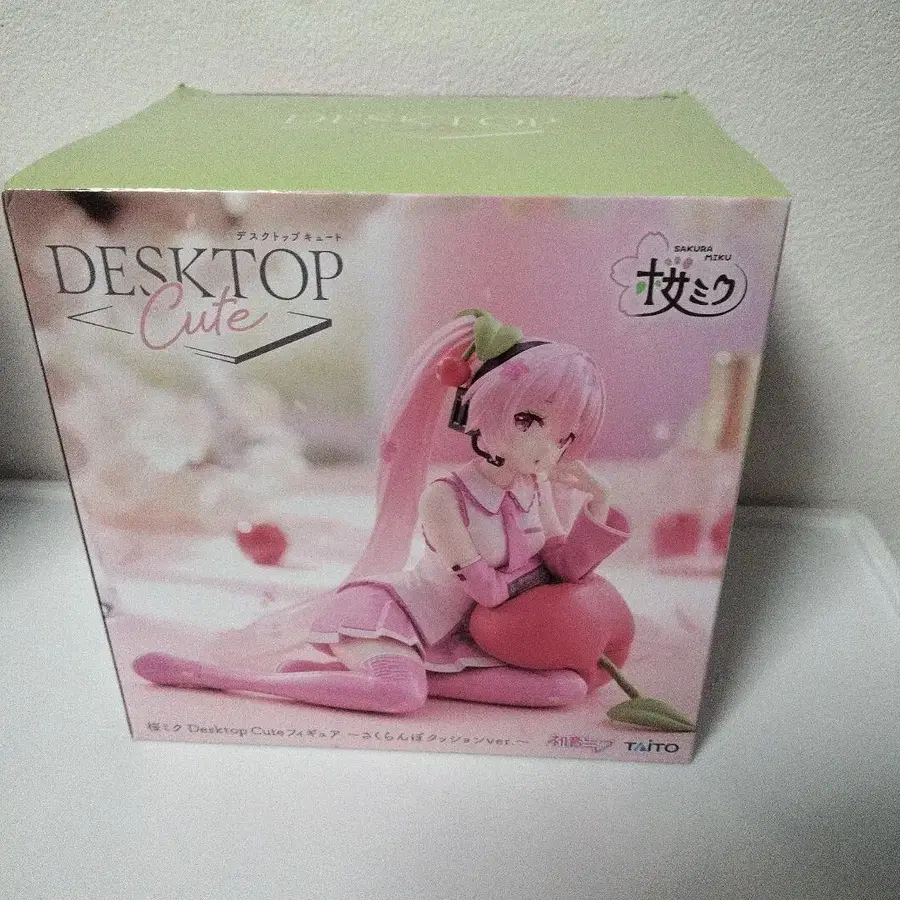 DESKTOP
デスクトップキュート
DESKTOP
Cute
SAKURA
MIKU
桜ミク
桜ミク Desktop Cuteフィギュア ～さくらんぼクッションver.～
初音ミク
TAITO